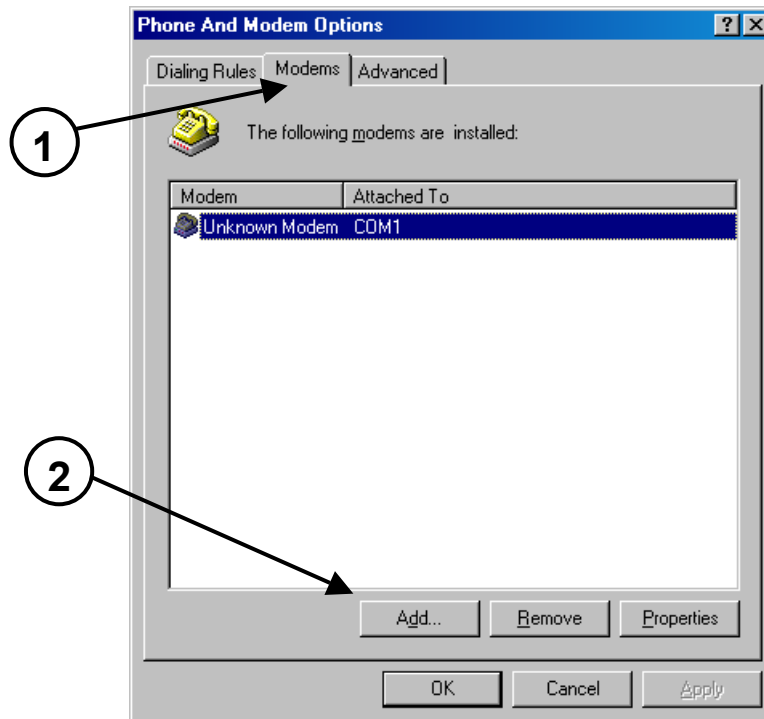 Phone And Modem Options
Dialing Rules Modems Advanced
1
The following modems are installed:
Modem Attached To
Unknown Modem COM1
2
Add... Remove Properties
OK Cancel Apply